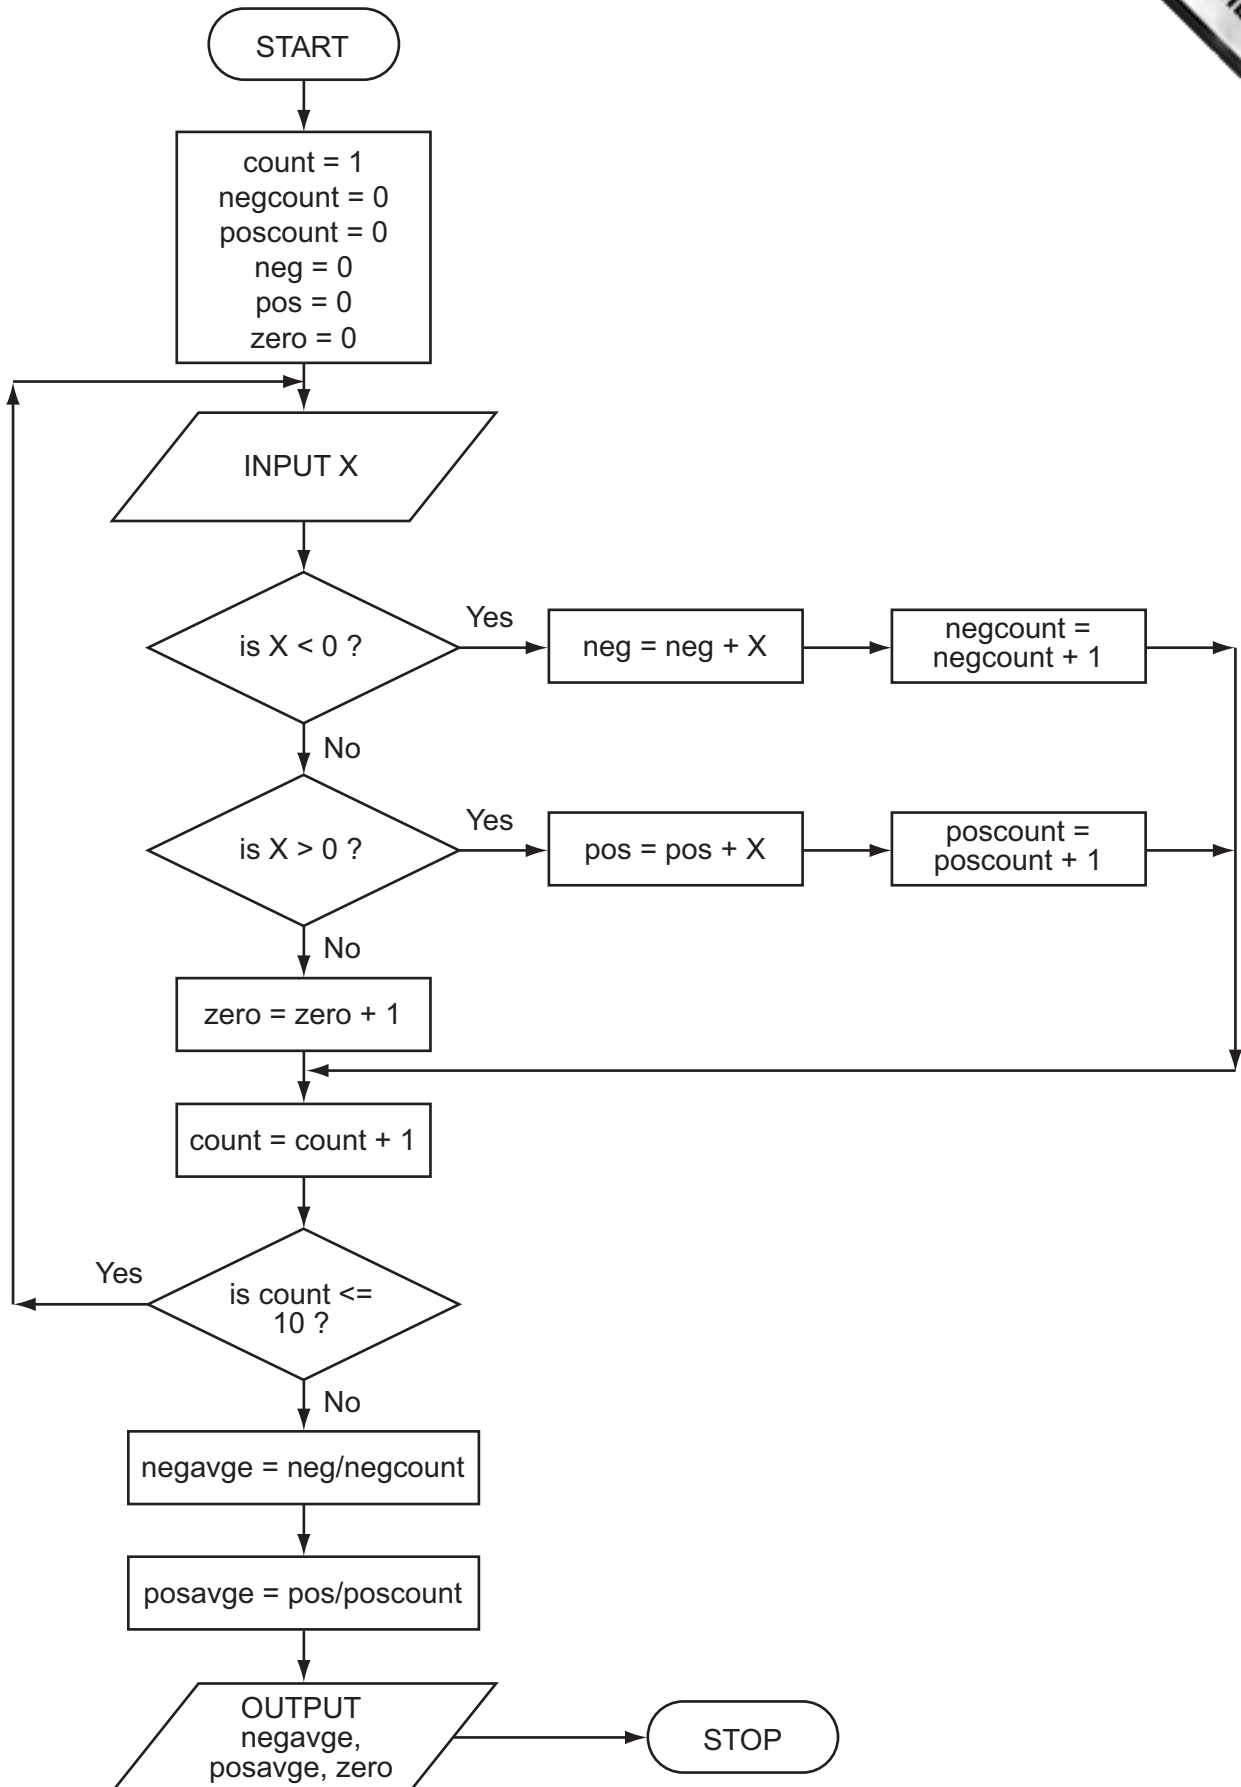 START
count = 1
negcount = 0
poscount = 0
neg = 0
pos = 0
zero = 0
INPUT X
is X < 0 ?
Yes
neg = neg + X
negcount =
negcount + 1
No
is X > 0 ?
Yes
pos = pos + X
poscount =
poscount + 1
No
zero = zero + 1
count = count + 1
Yes
is count <=
10 ?
No
negavge = neg/negcount
posavge = pos/poscount
OUTPUT
negavge,
posavge, zero
STOP